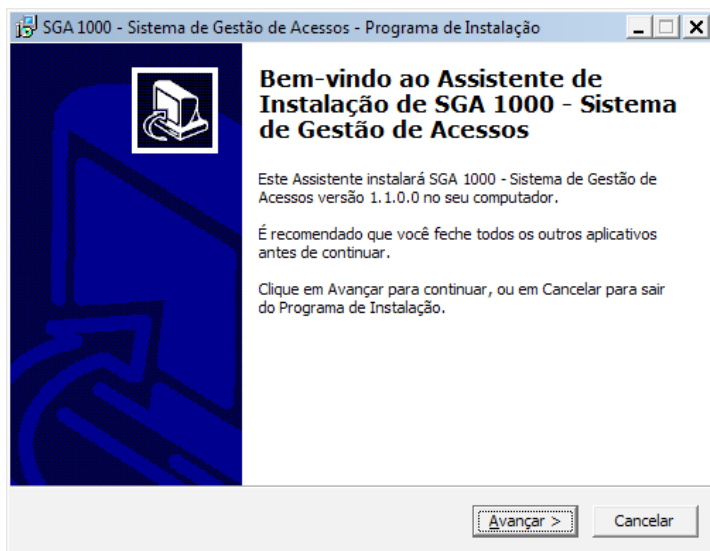 SGA 1000 - Sistema de Gestão de Acessos - Programa de Instalação
Bem-vindo ao Assistente de
Instalação de SGA 1000 - Sistema
de Gestão de Acessos
Este Assistente instalará SGA 1000 - Sistema de Gestão de
Acessos versão 1.1.0.0 no seu computador.
É recomendado que você feche todos os outros aplicativos
antes de continuar.
Clique em Avançar para continuar, ou em Cancelar para sair
do Programa de Instalação.
Avançar >
Cancelar